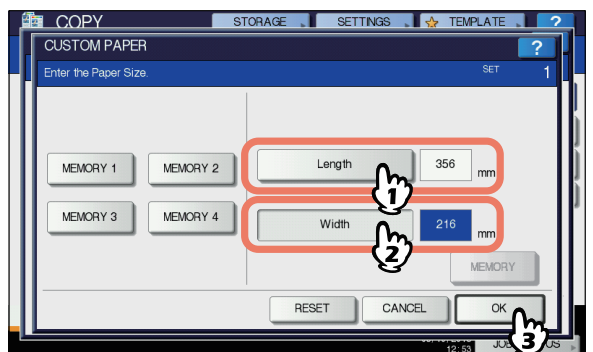 COPY STORAGE SETTINGS TEMPLATE ?
CUSTOM PAPER ?
Enter the Paper Size. SET 1
MEMORY 1 MEMORY 2 Length 356 mm
1
MEMORY 3 MEMORY 4 Width 216 mm
2
MEMORY
RESET CANCEL OK
3
12:53